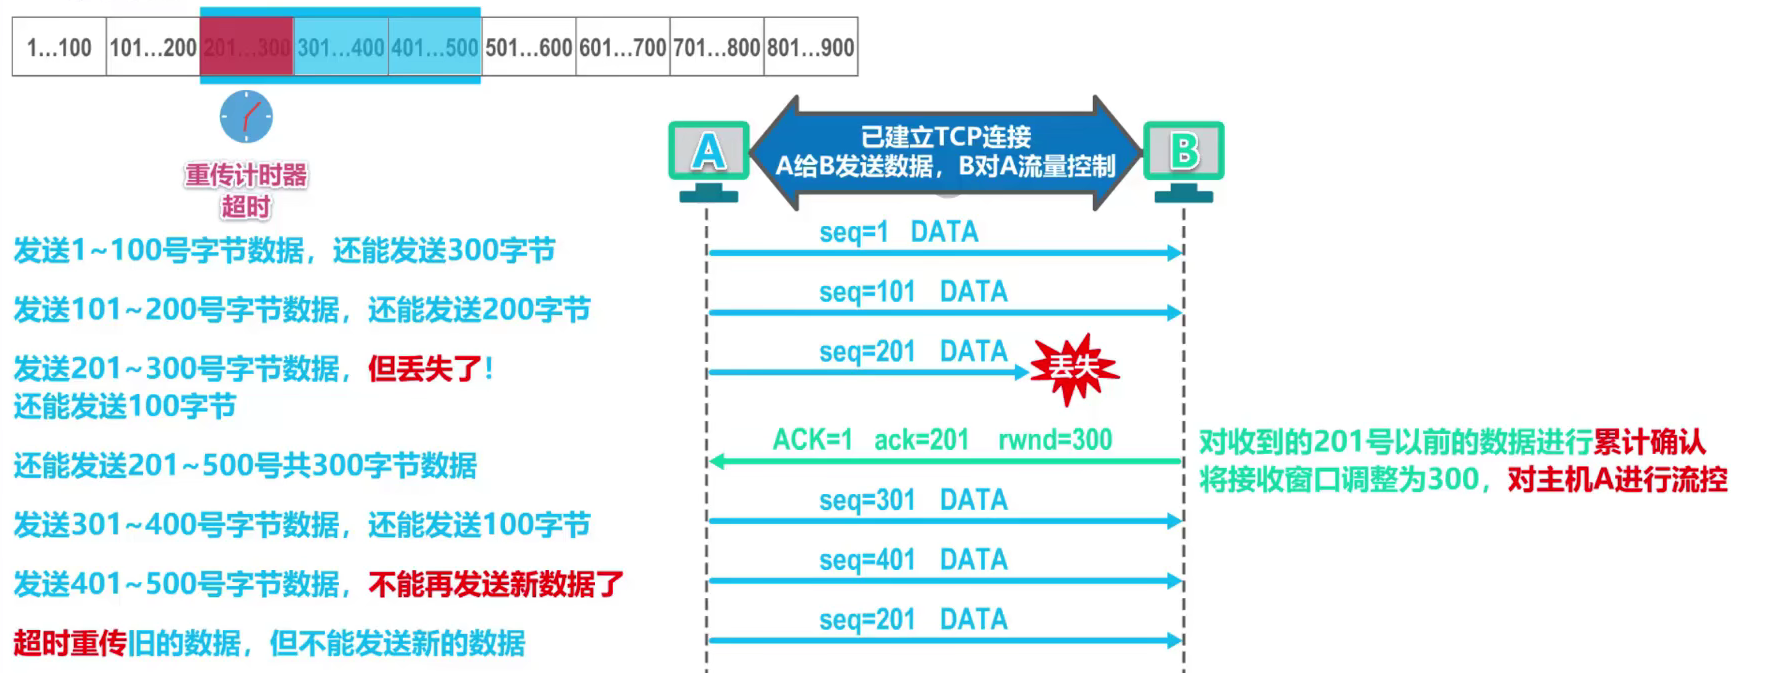 1...100 101...200 201...300 301...400 401...500 501...600 601...700 701...800 801...900
重传计时器
超时
A
已建立TCP连接
A给B发送数据，B对A流量控制
B
发送1~100号字节数据，还能发送300字节
seq=1 DATA
发送101~200号字节数据，还能发送200字节
seq=101 DATA
发送201~300号字节数据，但丢失了！
还能发送100字节
seq=201 DATA
丢失
还能发送201~500号共300字节数据
ACK=1 ack=201 rwnd=300
对收到的201号以前的数据进行累计确认
将接收窗口调整为300，对主机A进行流控
发送301~400号字节数据，还能发送100字节
seq=301 DATA
发送401~500号字节数据，不能再发送新数据了
seq=401 DATA
超时重传旧的数据，但不能发送新的数据
seq=201 DATA